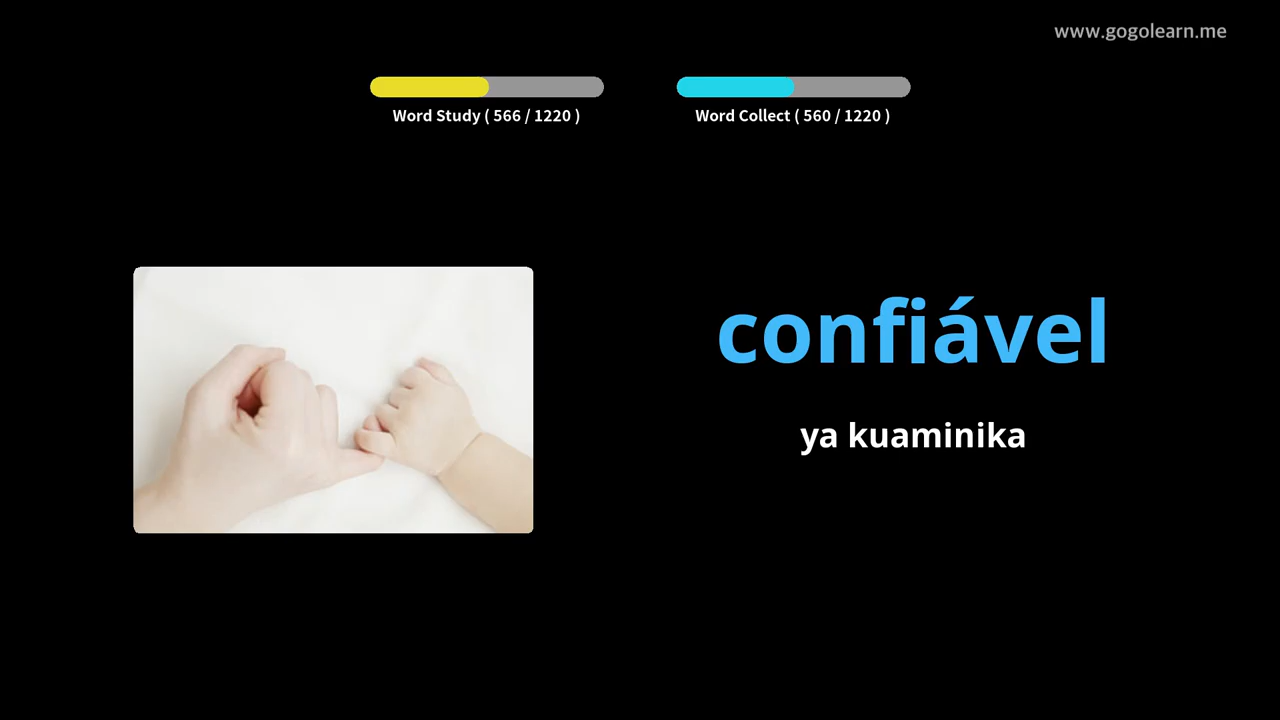 www.gogolearn.me
Word Study ( 566 / 1220 )
Word Collect ( 560 / 1220 )
confiável
ya kuaminika